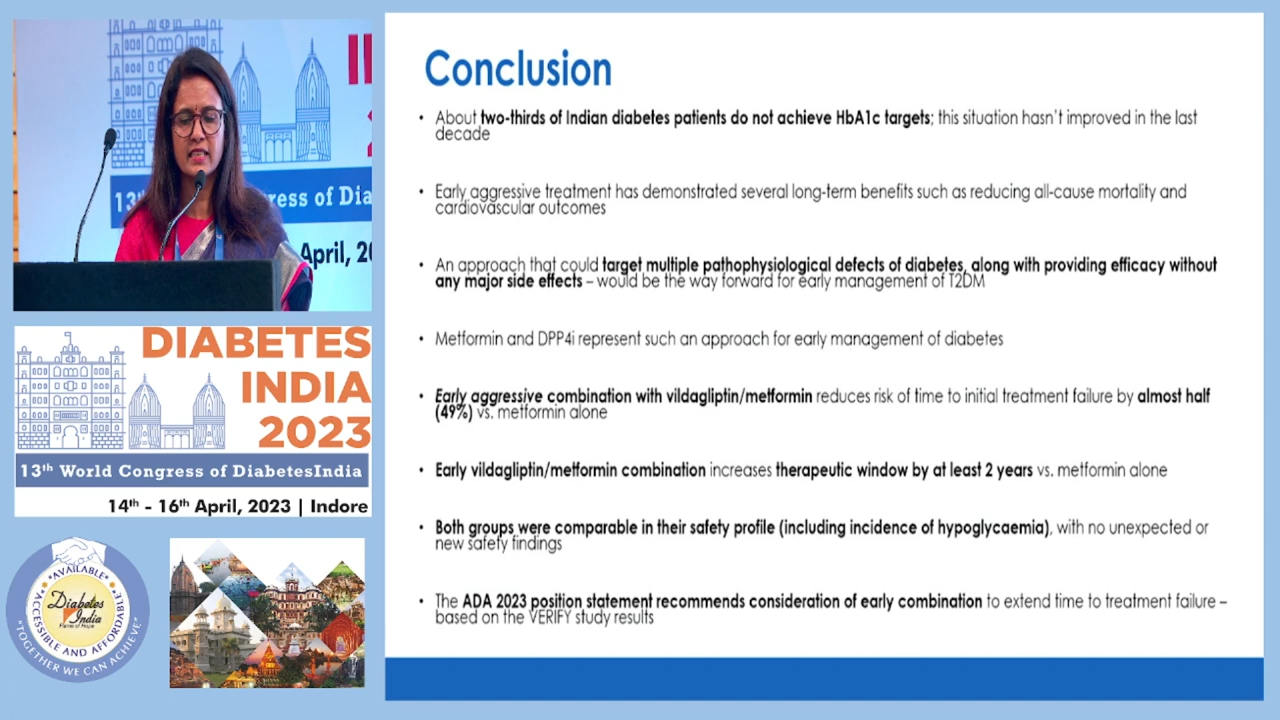 13
ress of Dia
April, 20
DIABETES
INDIA
2023
13th World Congress of DiabetesIndia
14th - 16th April, 2023 | Indore
"AVAILABLE"
"ACCESSIBLE AND AFFORDABLE"
Diabetes
India
"TOGETHER WE CAN ACHIEVE"
Conclusion
• About two-thirds of Indian diabetes patients do not achieve HbA1c targets; this situation hasn't improved in the last
decade
• Early aggressive treatment has demonstrated several long-term benefits such as reducing all-cause mortality and
cardiovascular outcomes
• An approach that could target multiple pathophysiological defects of diabetes, along with providing efficacy without
any major side effects – would be the way forward for early management of T2DM
• Metformin and DPP4i represent such an approach for early management of diabetes
• Early aggressive combination with vildagliptin/metformin reduces risk of time to initial treatment failure by almost half
(49%) vs. metformin alone
• Early vildagliptin/metformin combination increases therapeutic window by at least 2 years vs. metformin alone
• Both groups were comparable in their safety profile (including incidence of hypoglycaemia), with no unexpected or
new safety findings
• The ADA 2023 position statement recommends consideration of early combination to extend time to treatment failure –
based on the VERIFY study results